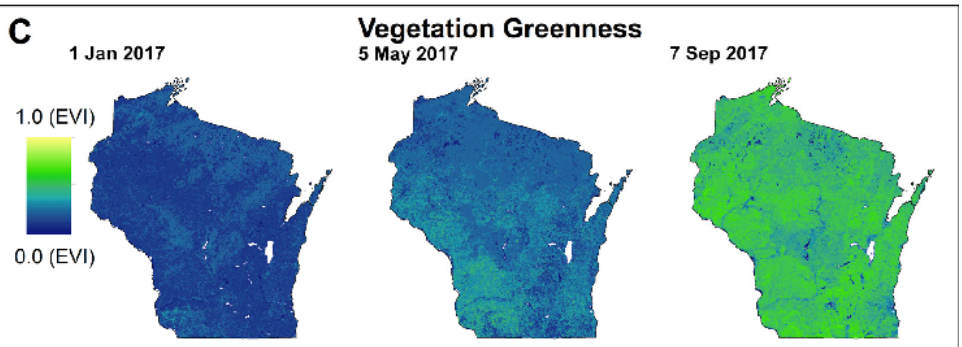 C
Vegetation Greenness
1 Jan 2017
5 May 2017
7 Sep 2017
1.0 (EVI)
0.0 (EVI)